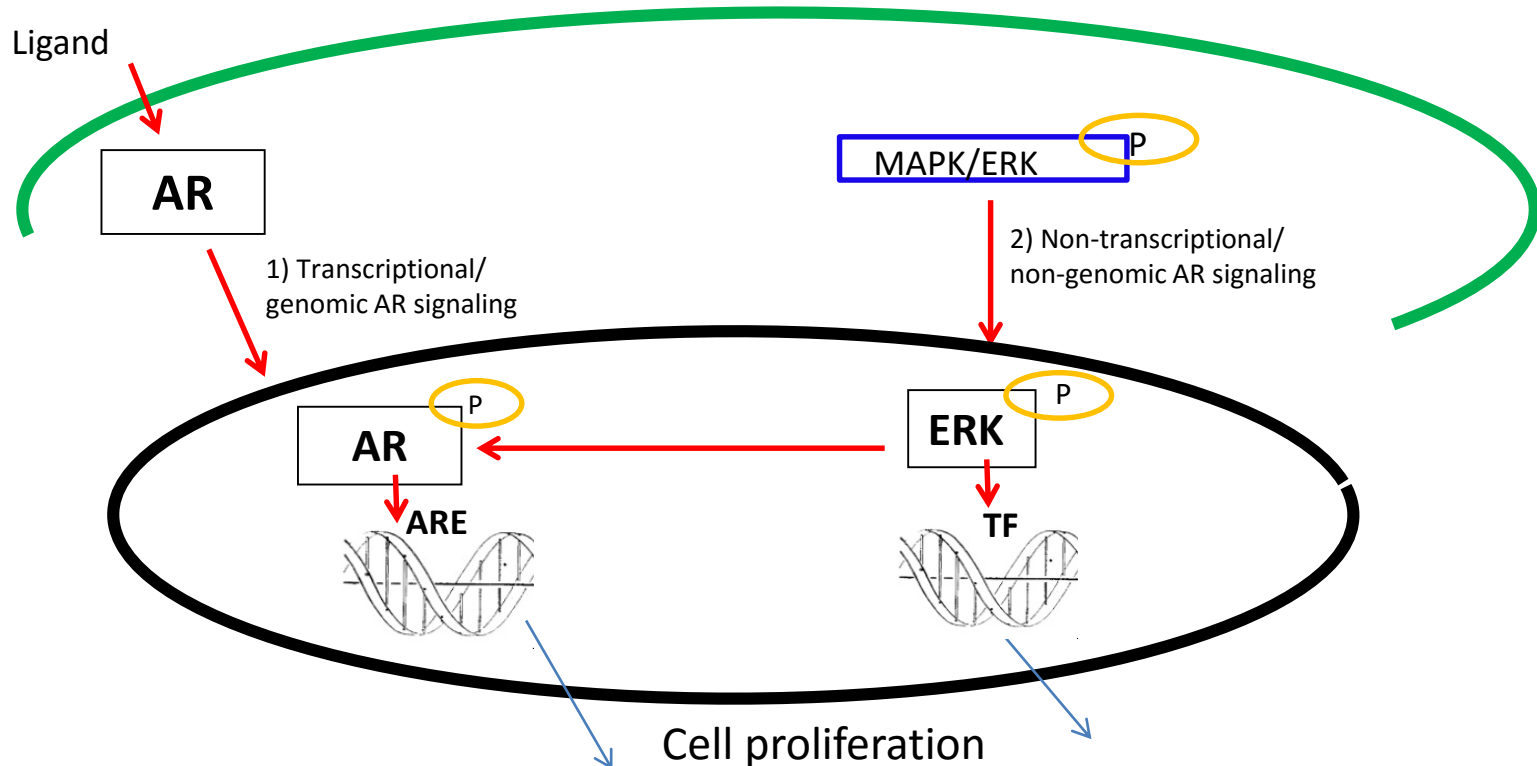 Ligand
AR
1) Transcriptional/
genomic AR signaling
MAPK/ERK
P
2) Non-transcriptional/
non-genomic AR signaling
AR
P
ARE
ERK
P
TF
Cell proliferation